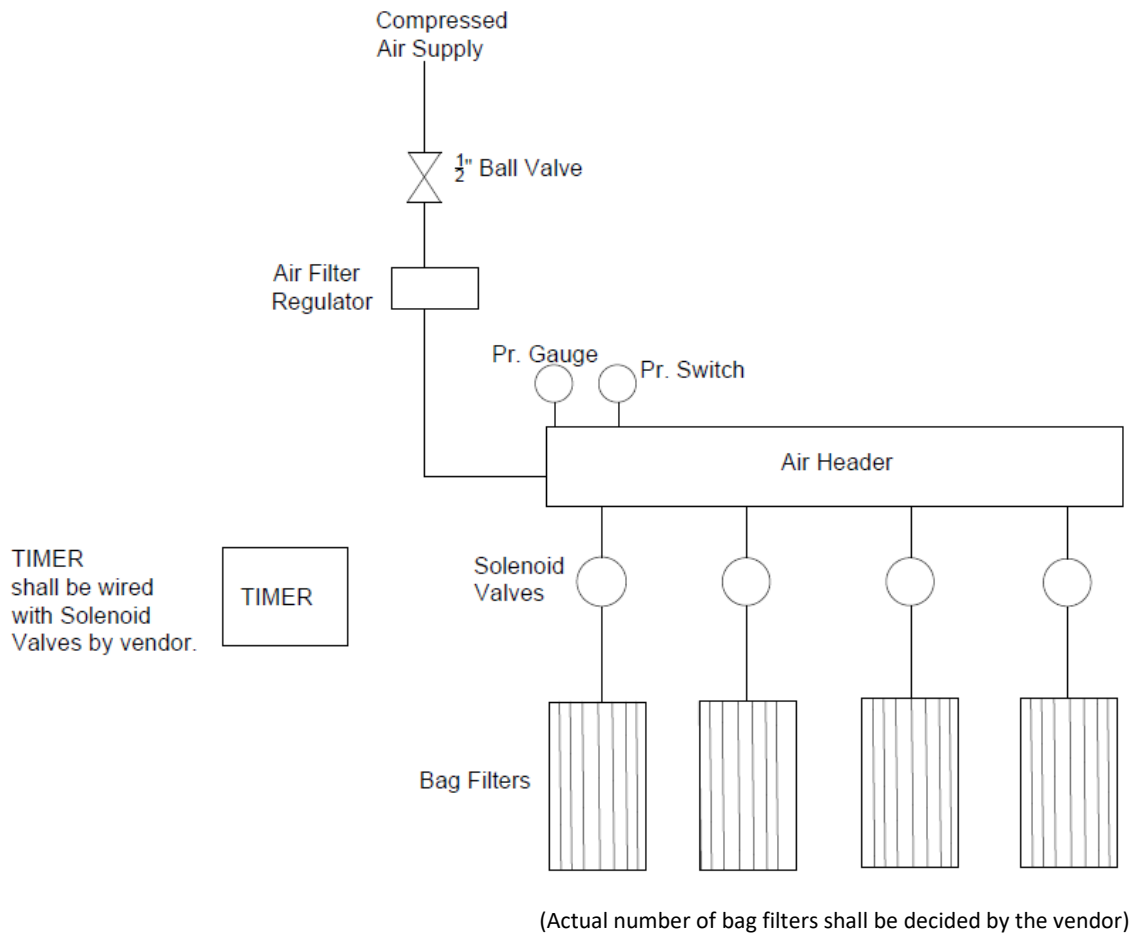 Compressed
Air Supply
½" Ball Valve
Air Filter
Regulator
Pr. Gauge
Pr. Switch
Air Header
TIMER
shall be wired
with Solenoid
Valves by vendor.
TIMER
Solenoid
Valves
Bag Filters
(Actual number of bag filters shall be decided by the vendor)